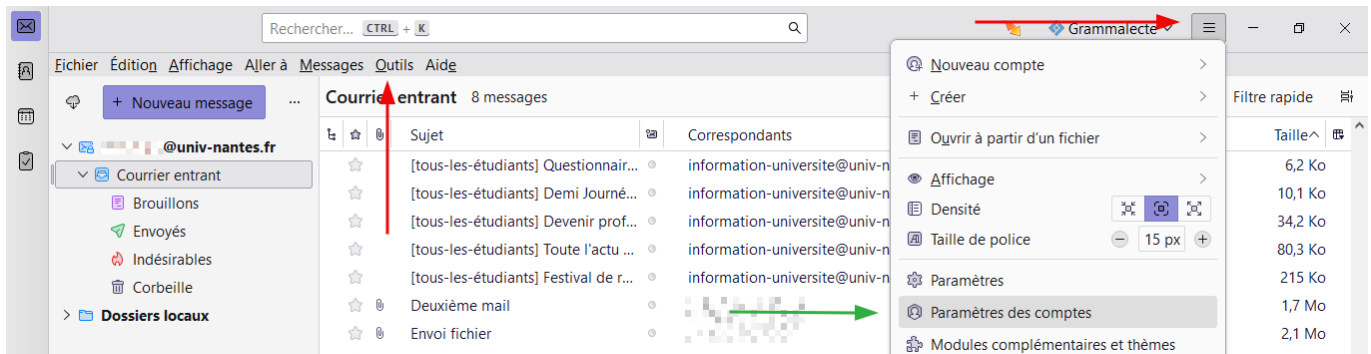 Rechercher... CTRL + K
Grammalecte
Fichier Édition Affichage Aller à Messages Outils Aide
+ Nouveau message ...
Courrier entrant 8 messages
Filtre rapide
Sujet Correspondants Taille
@univ-nantes.fr
Courrier entrant
Brouillons
Envoyés
Indésirables
Corbeille
Dossiers locaux
[tous-les-étudiants] Questionnair... information-universite@univ-n 6,2 Ko
[tous-les-étudiants] Demi Journé... information-universite@univ-n 10,1 Ko
[tous-les-étudiants] Devenir prof... information-universite@univ-n 34,2 Ko
[tous-les-étudiants] Toute l'actu ... information-universite@univ-n 80,3 Ko
[tous-les-étudiants] Festival de r... information-universite@univ-n 215 Ko
Deuxième mail 1,7 Mo
Envoi fichier 2,1 Mo
Nouveau compte
+ Créer
Ouvrir à partir d'un fichier
Affichage
Densité
Taille de police 15 px
Paramètres
Paramètres des comptes
Modules complémentaires et thèmes